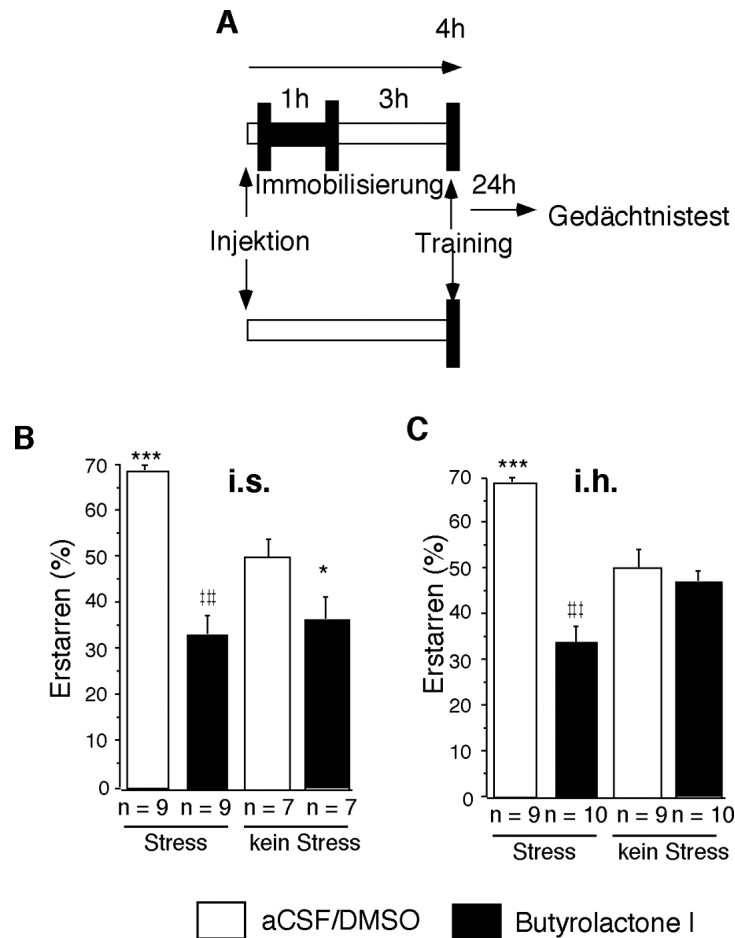 A
4h
1h 3h
Immobilisierung 24h
Gedächtnistest
Injektion Training
B
i.s.
Erstarren (%)
70
60
50
40
30
20
10
0
***
‡‡
*
n = 9 n = 9 n = 7 n = 7
Stress kein Stress
C
i.h.
Erstarren (%)
70
60
50
40
30
20
10
0
***
‡‡
n = 9 n = 10 n = 9 n = 10
Stress kein Stress
aCSF/DMSO Butyrolactone I